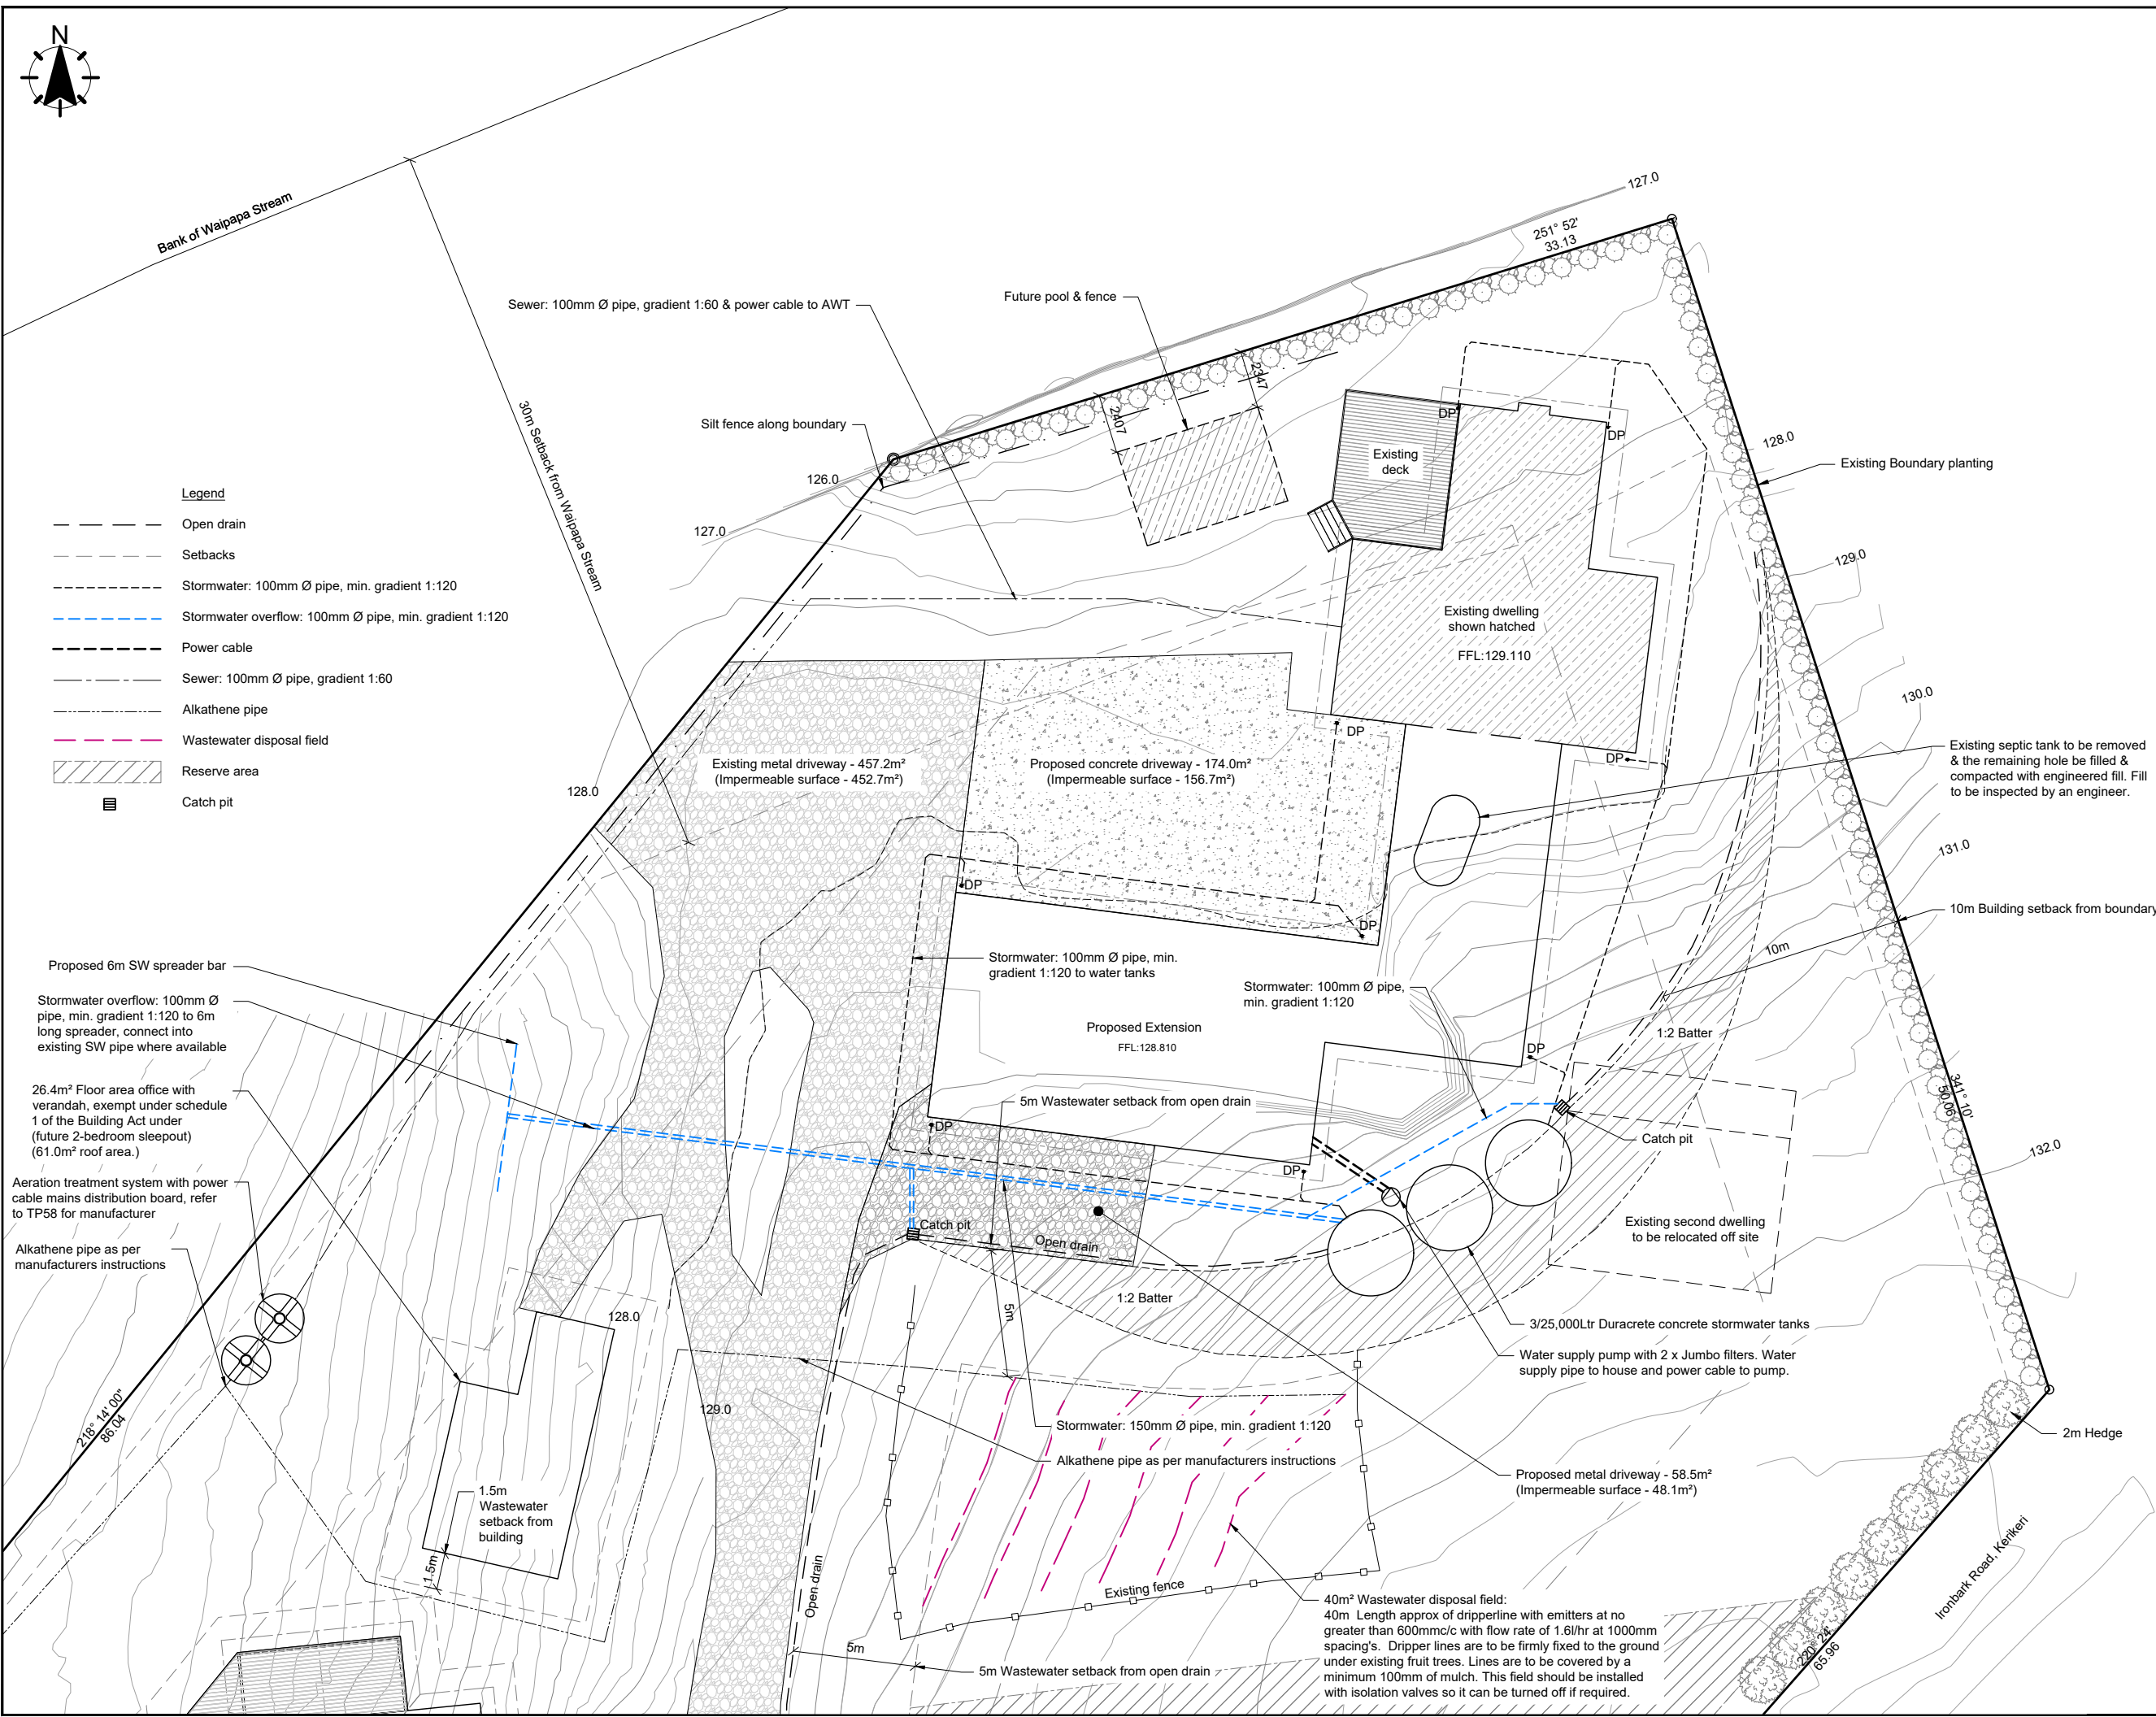 N
Bank of Waipapa Stream
30m Setback from Waipapa Stream
Sewer: 100mm Ø pipe, gradient 1:60 & power cable to AWT
Future pool & fence
Silt fence along boundary
127.0
251° 52'
33.13
2347
2407
126.0
127.0
DP
DP
Existing
deck
128.0
Existing Boundary planting
Legend
Open drain
Setbacks
Stormwater: 100mm Ø pipe, min. gradient 1:120
Stormwater overflow: 100mm Ø pipe, min. gradient 1:120
Power cable
Sewer: 100mm Ø pipe, gradient 1:60
Alkathene pipe
Wastewater disposal field
Reserve area
Catch pit
129.0
Existing dwelling
shown hatched
FFL:129.110
130.0
DP
DP
Existing metal driveway - 457.2m²
(Impermeable surface - 452.7m²)
Proposed concrete driveway - 174.0m²
(Impermeable surface - 156.7m²)
Existing septic tank to be removed
& the remaining hole be filled &
compacted with engineered fill. Fill
to be inspected by an engineer.
128.0
131.0
DP
DP
10m Building setback from boundary
10m
Proposed 6m SW spreader bar
Stormwater: 100mm Ø pipe, min.
gradient 1:120 to water tanks
Stormwater: 100mm Ø pipe,
min. gradient 1:120
Stormwater overflow: 100mm Ø
pipe, min. gradient 1:120 to 6m
long spreader, connect into
existing SW pipe where available
Proposed Extension
FFL:128.810
1:2 Batter
DP
341° 10'
50.06
26.4m² Floor area office with
verandah, exempt under schedule
1 of the Building Act under
(future 2-bedroom sleepout)
(61.0m² roof area.)
5m Wastewater setback from open drain
DP
Catch pit
132.0
DP
Aeration treatment system with power
cable mains distribution board, refer
to TP58 for manufacturer
Catch pit
Open drain
Existing second dwelling
to be relocated off site
Alkathene pipe as per
manufacturers instructions
1:2 Batter
5m
128.0
3/25,000Ltr Duracrete concrete stormwater tanks
Water supply pump with 2 x Jumbo filters. Water
supply pipe to house and power cable to pump.
218° 14' 00"
86.04
129.0
Stormwater: 150mm Ø pipe, min. gradient 1:120
2m Hedge
Alkathene pipe as per manufacturers instructions
Proposed metal driveway - 58.5m²
(Impermeable surface - 48.1m²)
1.5m
Wastewater
setback from
building
1.5m
Open drain
Existing fence
Ironbark Road, Kerikeri
40m² Wastewater disposal field:
40m Length approx of dripperline with emitters at no
greater than 600mmc/c with flow rate of 1.6l/hr at 1000mm
spacing's. Dripper lines are to be firmly fixed to the ground
under existing fruit trees. Lines are to be covered by a
minimum 100mm of mulch. This field should be installed
with isolation valves so it can be turned off if required.
5m
5m Wastewater setback from open drain
220° 24'
65.96